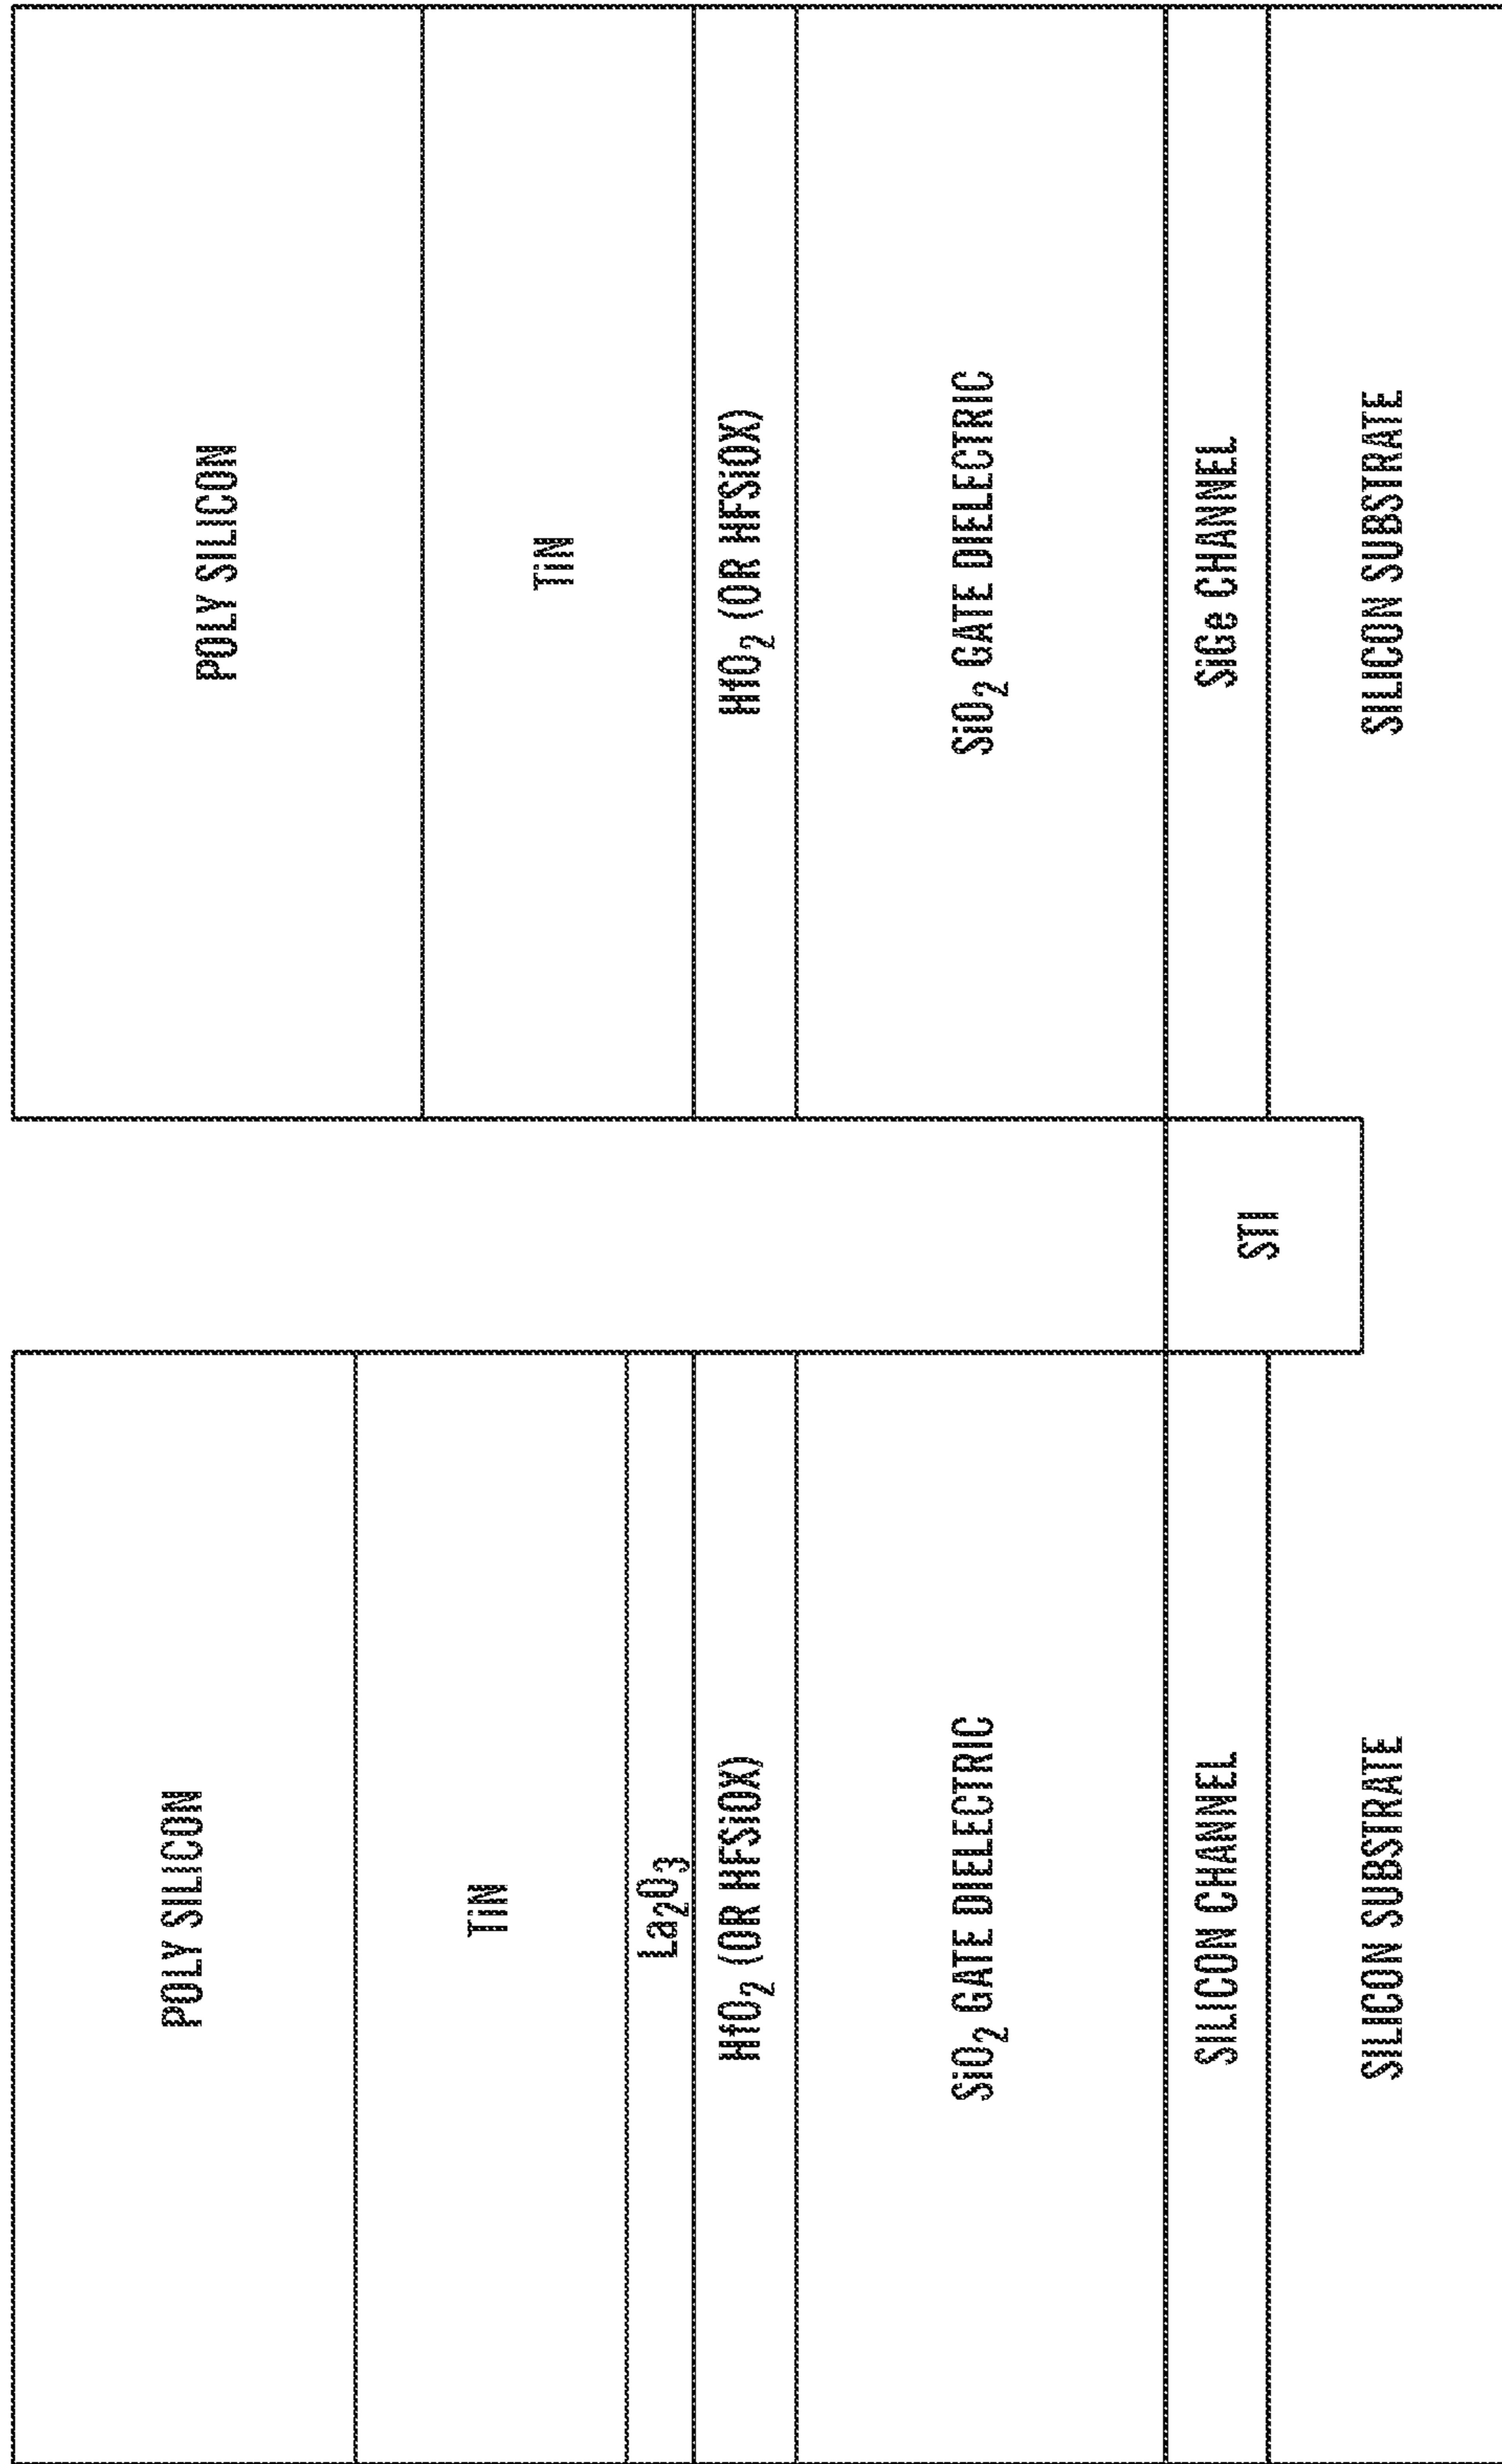 POLY SILICON
TiN
La₂O₃
HfO₂ (OR HFSiOX)
SiO₂ GATE DIELECTRIC
SILICON CHANNEL
SILICON SUBSTRATE
STI
POLY SILICON
TiN
HfO₂ (OR HFSiOX)
SiO₂ GATE DIELECTRIC
SiGe CHANNEL
SILICON SUBSTRATE